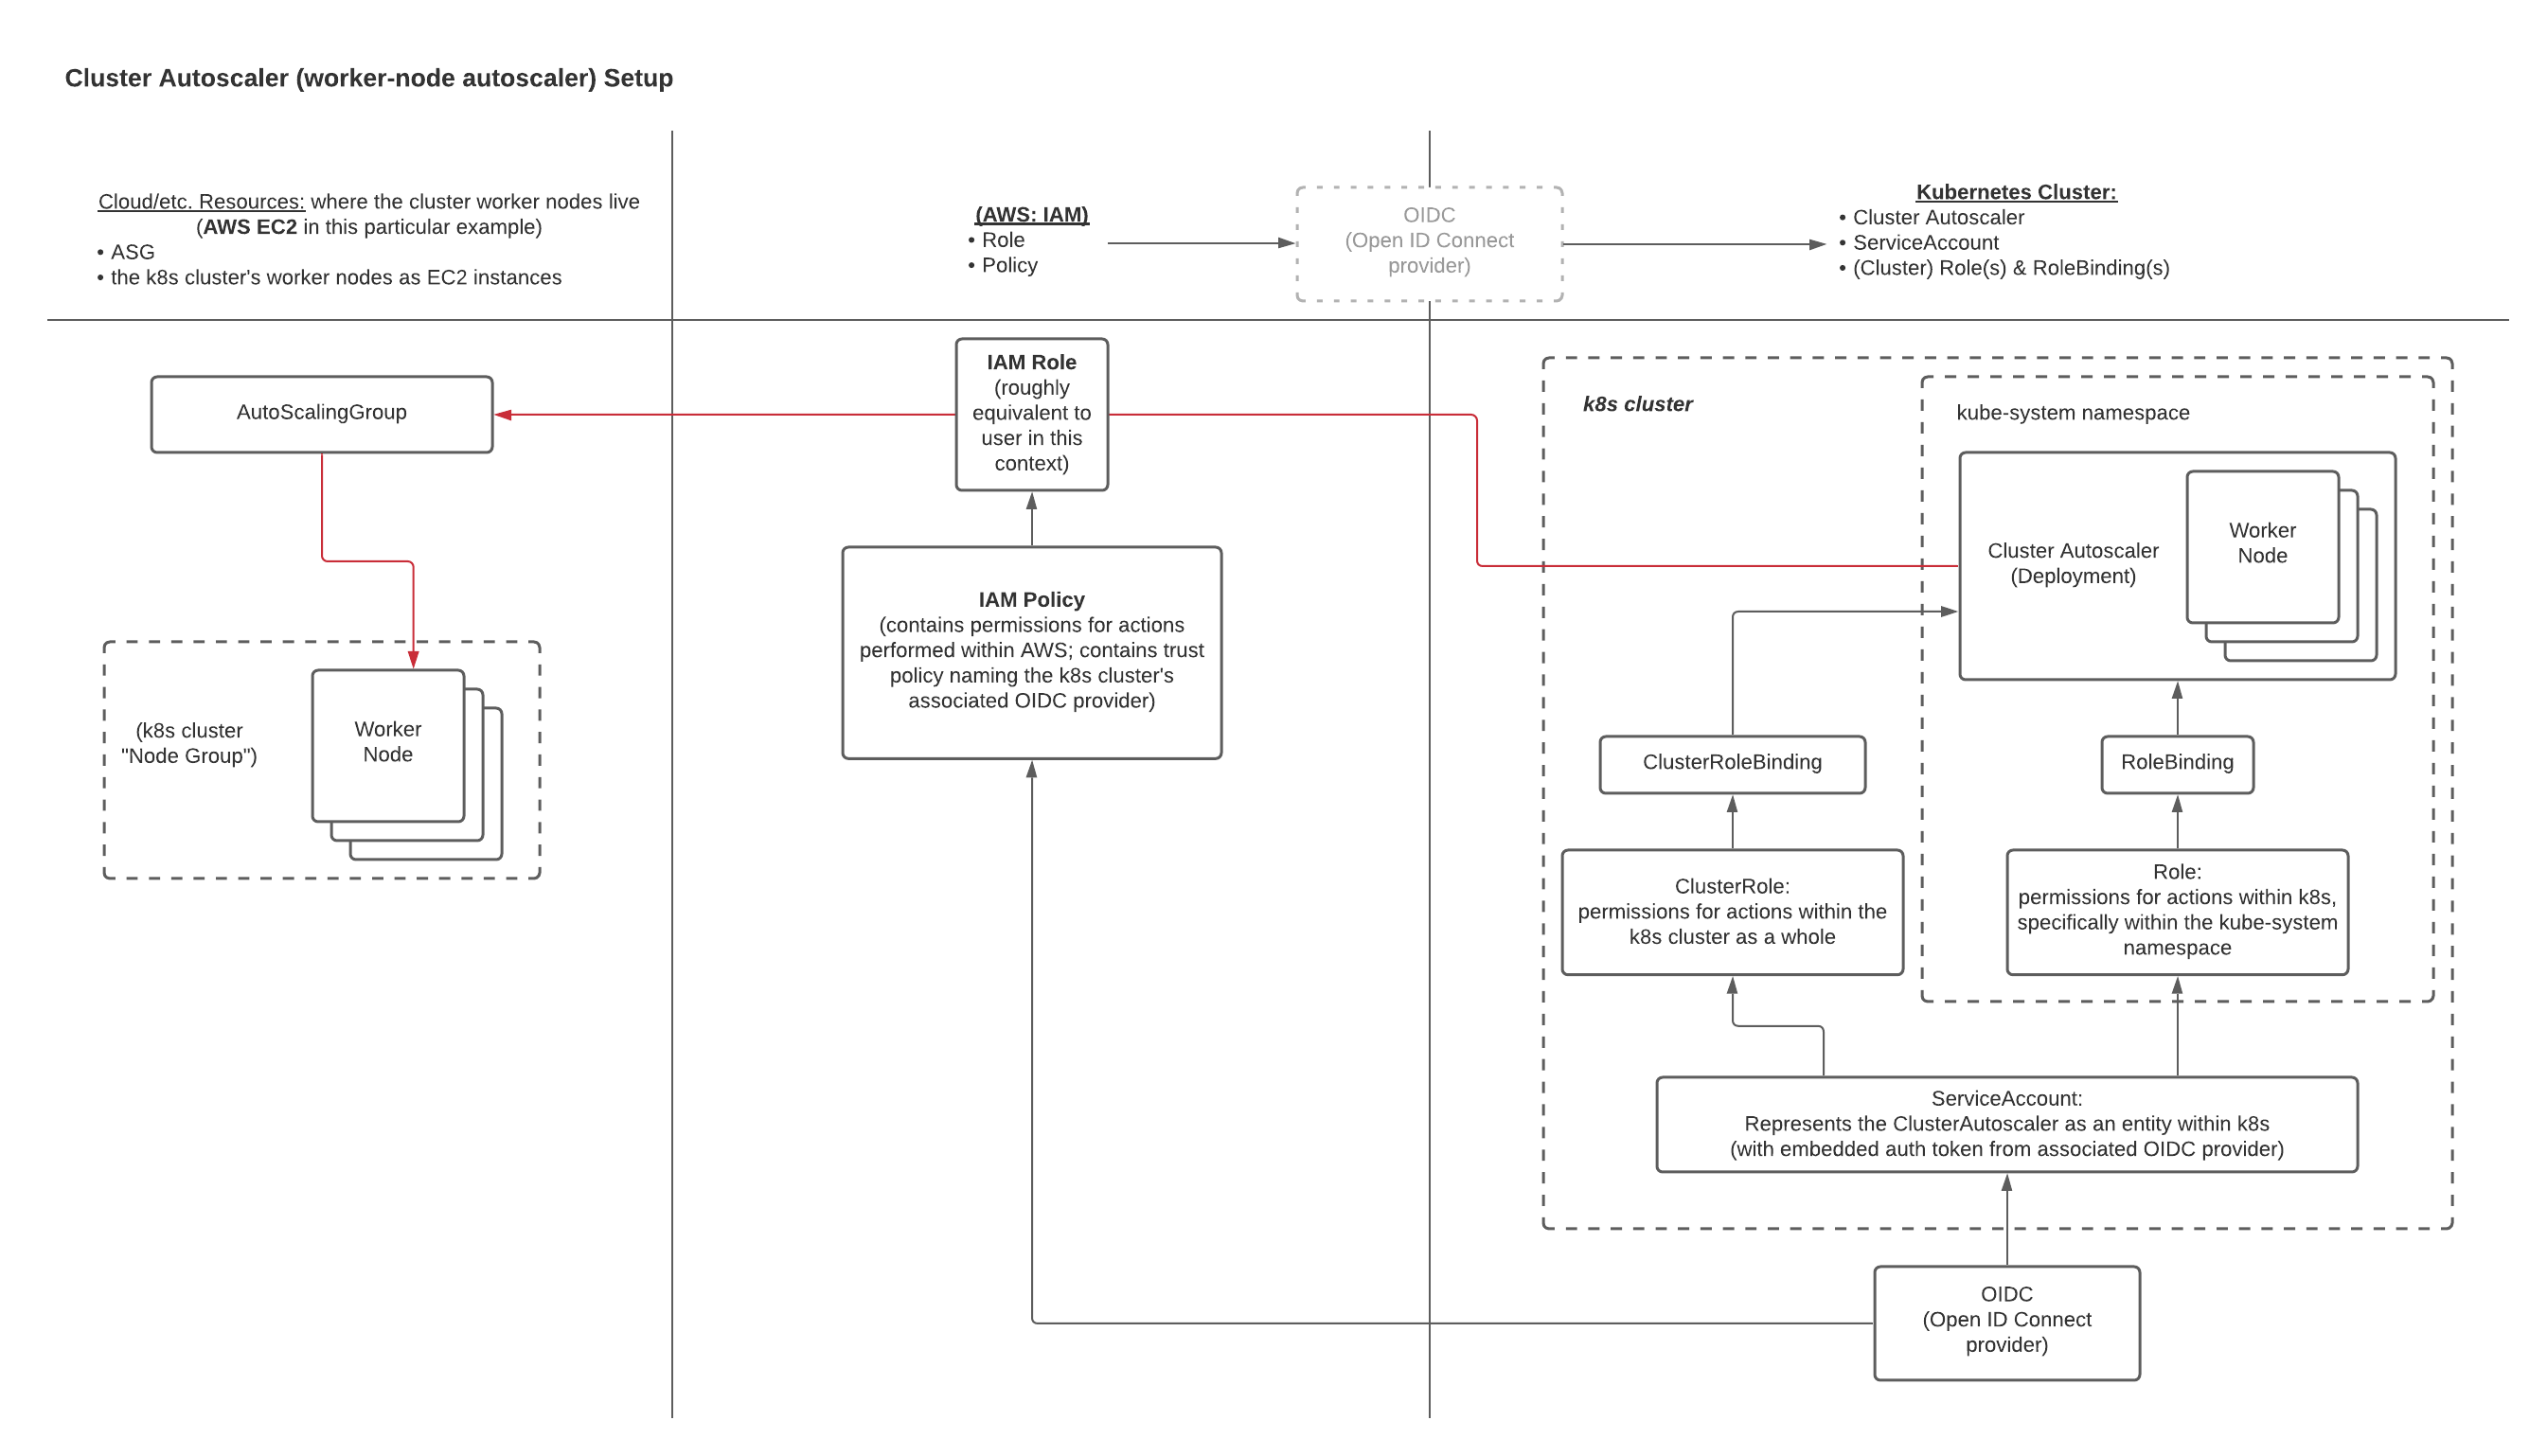 Cluster Autoscaler (worker-node autoscaler) Setup
Cloud/etc. Resources: where the cluster worker nodes live
(AWS EC2 in this particular example)
• ASG
• the k8s cluster's worker nodes as EC2 instances
(AWS: IAM)
• Role
• Policy
OIDC
(Open ID Connect
provider)
Kubernetes Cluster:
• Cluster Autoscaler
• ServiceAccount
• (Cluster) Role(s) & RoleBinding(s)
AutoScalingGroup
(k8s cluster
"Node Group")
Worker
Node
IAM Role
(roughly
equivalent to
user in this
context)
IAM Policy
(contains permissions for actions
performed within AWS; contains trust
policy naming the k8s cluster's
associated OIDC provider)
k8s cluster
kube-system namespace
Cluster Autoscaler
(Deployment)
Worker
Node
ClusterRoleBinding
RoleBinding
ClusterRole:
permissions for actions within the
k8s cluster as a whole
Role:
permissions for actions within k8s,
specifically within the kube-system
namespace
ServiceAccount:
Represents the ClusterAutoscaler as an entity within k8s
(with embedded auth token from associated OIDC provider)
OIDC
(Open ID Connect
provider)